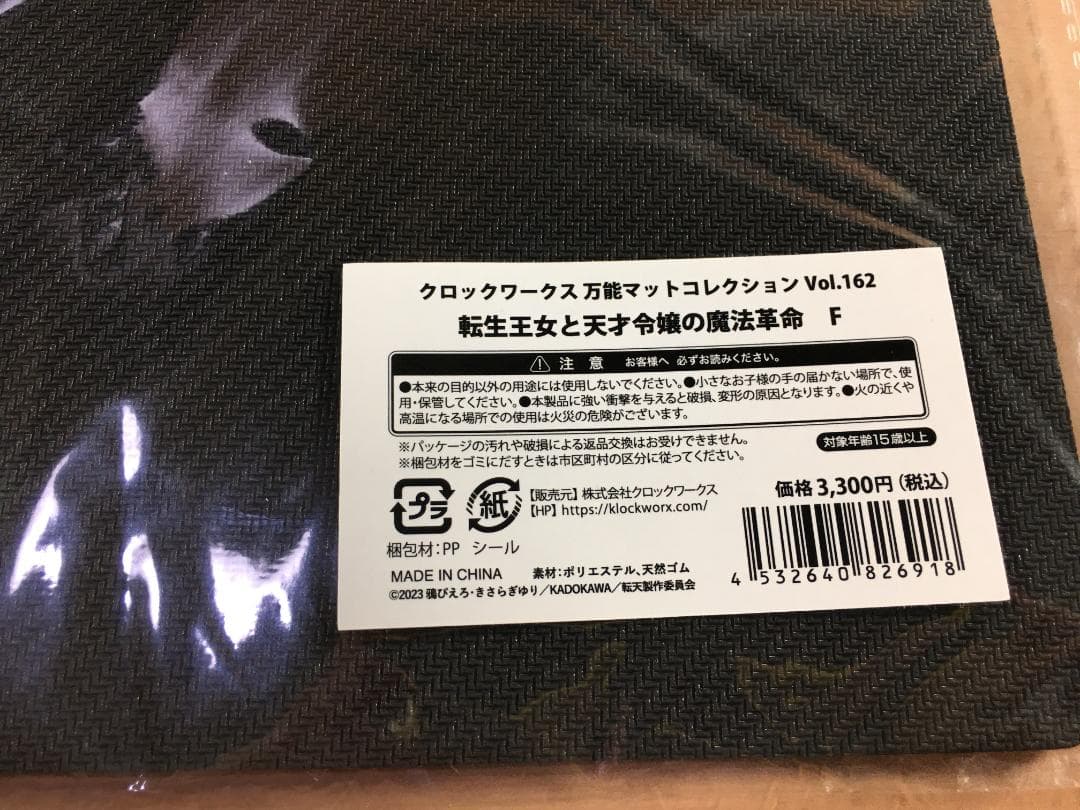 クロックワークス 万能マットコレクション Vol.162
転生王女と天才令嬢の魔法革命　F
注 意 お客様へ 必ずお読みください。
●本来の目的以外の用途には使用しないでください。●小さなお子様の手の届かない場所で、使
用・保管してください。●本製品に強い衝撃を与えると破損、変形の原因となります。●火の近くや
高温になる場所での使用は火災の危険がございます。
※パッケージの汚れや破損による返品交換はお受けできません。
※梱包材をゴミにだすときは市区町村の区分に従ってください。
対象年齢15歳以上
プラ
紙
【販売元】株式会社クロックワークス
【HP】https://klockworx.com/
梱包材：PP シール
価格 3,300円（税込）
MADE IN CHINA 素材：ポリエステル、天然ゴム
©2023 鴉ぴえろ・きさらぎゆり／KADOKAWA／転天製作委員会
4 532640 826918